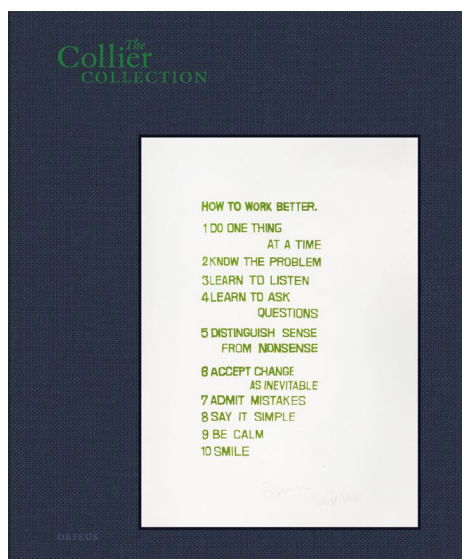 The
Collier
COLLECTION
HOW TO WORK BETTER.
1 DO ONE THING
AT A TIME
2 KNOW THE PROBLEM
3 LEARN TO LISTEN
4 LEARN TO ASK
QUESTIONS
5 DISTINGUISH SENSE
FROM NONSENSE
6 ACCEPT CHANGE
AS INEVITABLE
7 ADMIT MISTAKES
8 SAY IT SIMPLE
9 BE CALM
10 SMILE
ORFEUS